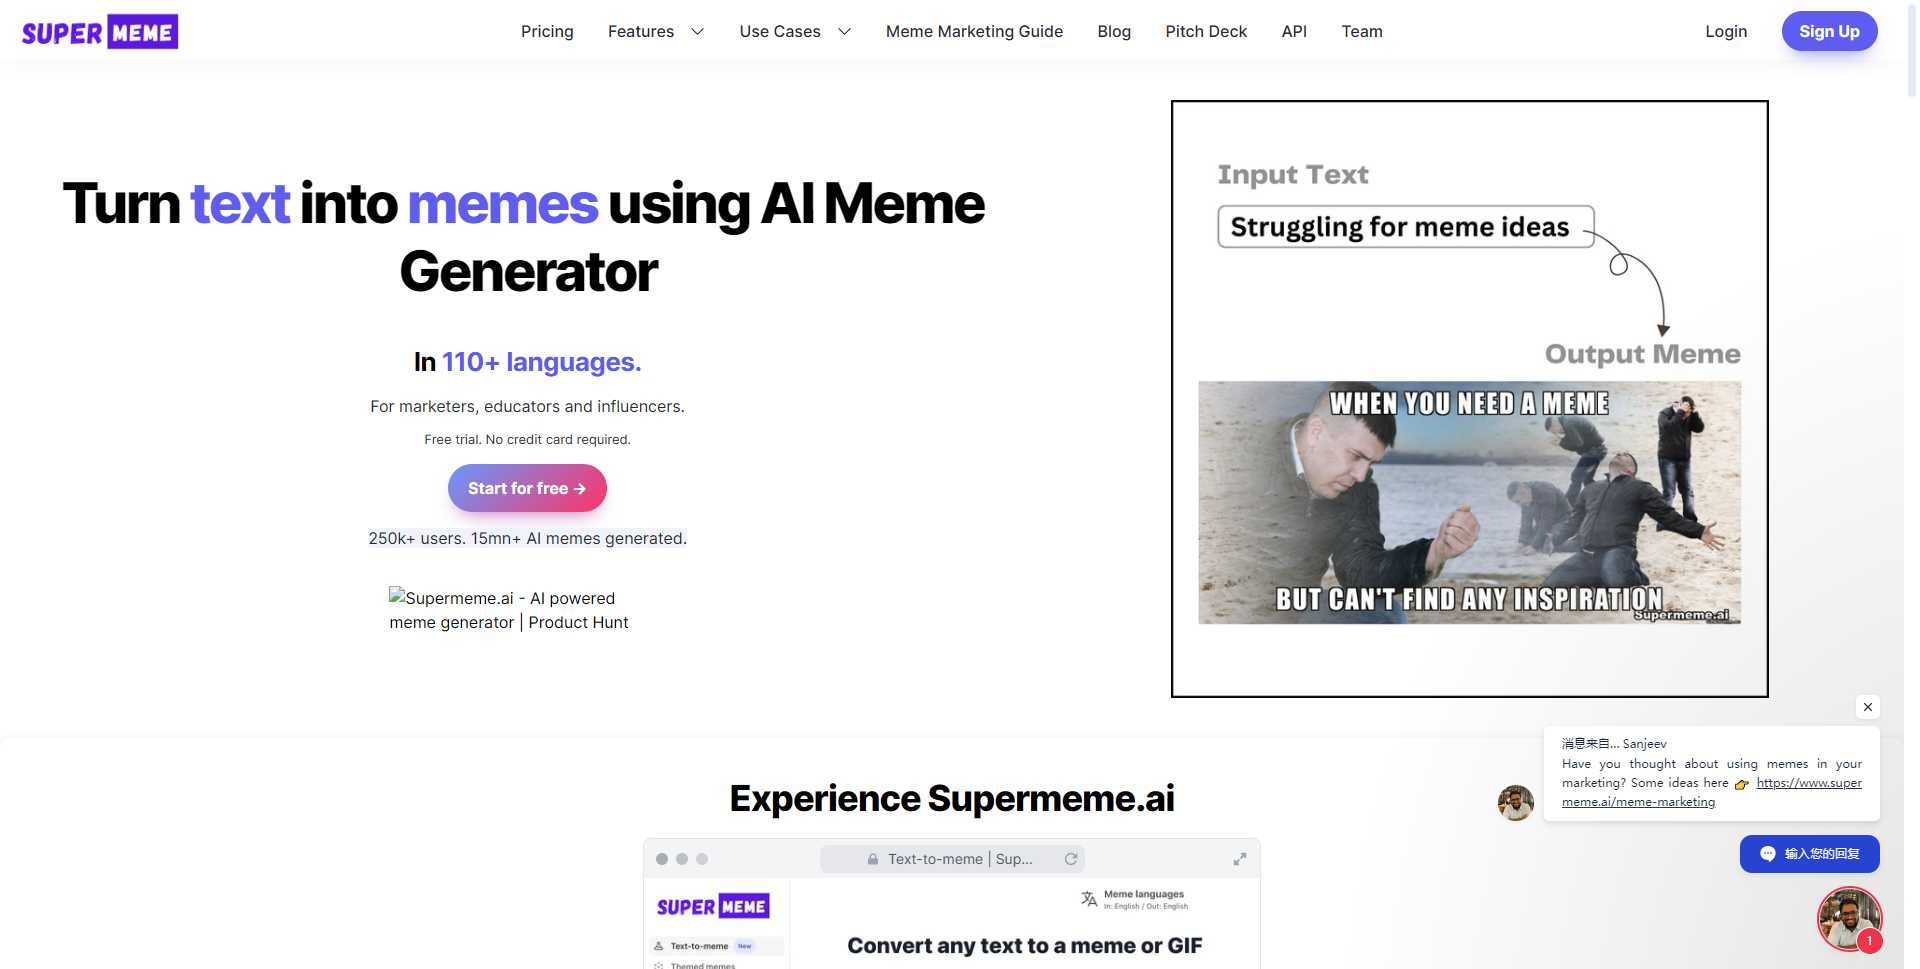 SUPER MEME
Pricing
Features
Use Cases
Meme Marketing Guide
Blog
Pitch Deck
API
Team
Login
Sign Up
Turn text into memes using AI Meme
Generator
In 110+ languages.
For marketers, educators and influencers.
Free trial. No credit card required.
Start for free →
250k+ users. 15mn+ AI memes generated.
Supermeme.ai - AI powered
meme generator | Product Hunt
Input Text
Struggling for meme ideas
Output Meme
WHEN YOU NEED A MEME
BUT CAN'T FIND ANY INSPIRATION
Supermeme.ai
消息来自... Sanjeev
Have you thought about using memes in your
marketing? Some ideas here 👉 https://www.super
meme.ai/meme-marketing
输入您的回复
1
Experience Supermeme.ai
Text-to-meme | Sup...
SUPER MEME
Meme languages
In: English / Out: English
Text-to-meme New
Convert any text to a meme or GIF
Themed memes